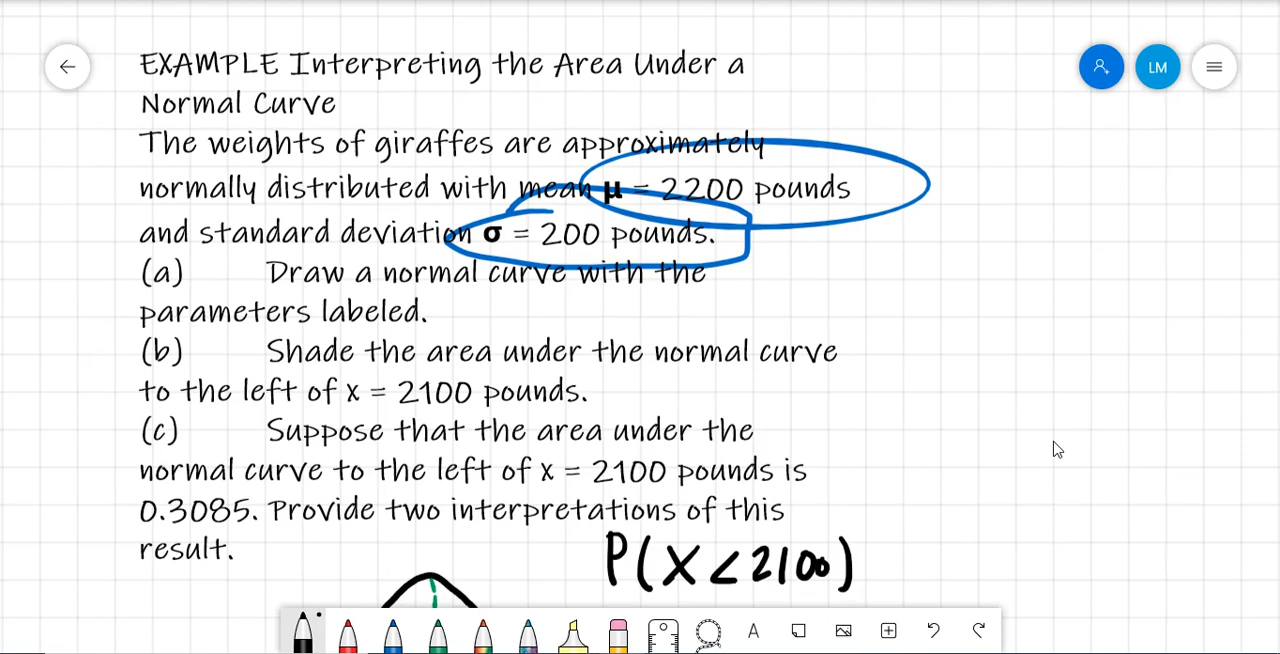 EXAMPLE Interpreting the Area Under a
Normal Curve
The weights of giraffes are approximately
normally distributed with mean μ = 2200 pounds
and standard deviation σ = 200 pounds.
(a) Draw a normal curve with the
parameters labeled.
(b) Shade the area under the normal curve
to the left of x = 2100 pounds.
(c) Suppose that the area under the
normal curve to the left of x = 2100 pounds is
0.3085. Provide two interpretations of this
result.
P(X < 2100)
LM
A